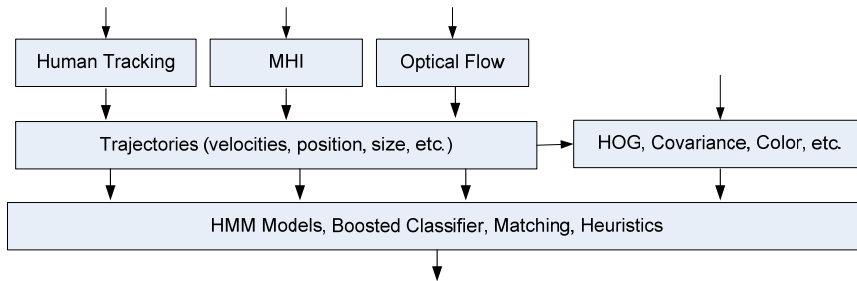 Human Tracking
MHI
Optical Flow
Trajectories (velocities, position, size, etc.)
HOG, Covariance, Color, etc.
HMM Models, Boosted Classifier, Matching, Heuristics